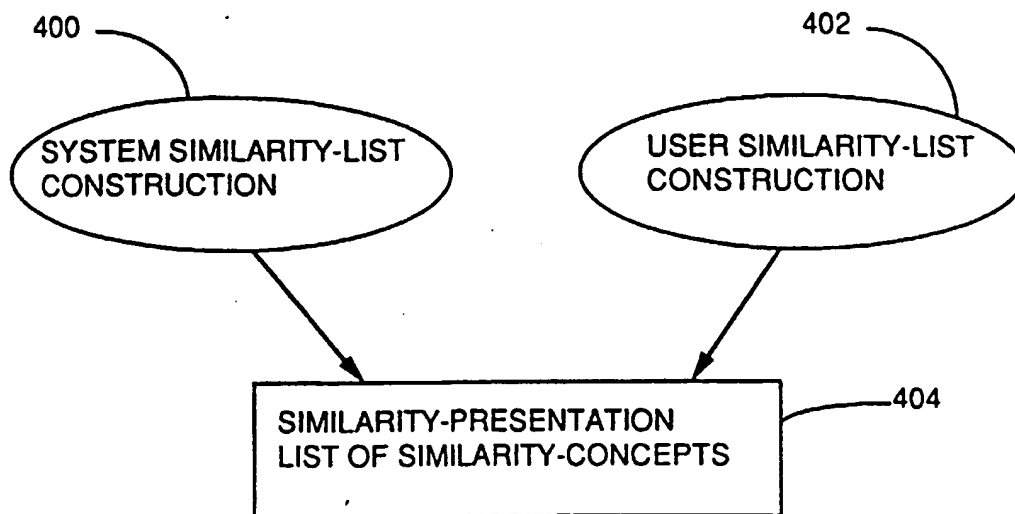 400
402
SYSTEM SIMILARITY-LIST
CONSTRUCTION
USER SIMILARITY-LIST
CONSTRUCTION
SIMILARITY-PRESENTATION
LIST OF SIMILARITY-CONCEPTS
404